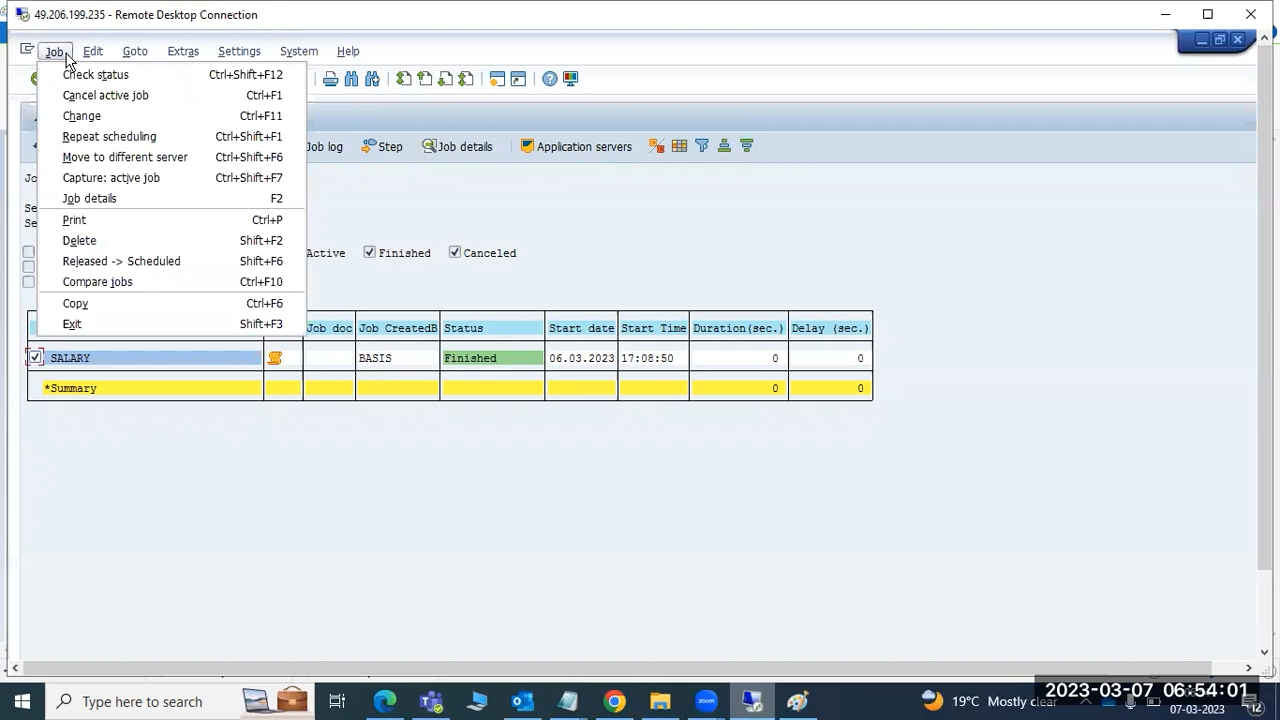 49.206.199.235 - Remote Desktop Connection
Job Edit Goto Extras Settings System Help
Check status Ctrl+Shift+F12
Cancel active job Ctrl+F1
Change Ctrl+F11
Repeat scheduling Ctrl+Shift+F1
Move to different server Ctrl+Shift+F6
Capture: active job Ctrl+Shift+F7
Job details F2
Print Ctrl+P
Delete Shift+F2
Released -> Scheduled Shift+F6
Compare jobs Ctrl+F10
Copy Ctrl+F6
Exit Shift+F3
Job log Step Job details Application servers
Jo
Se
Se
Active Finished Canceled
Job doc Job CreatedB Status Start date Start Time Duration(sec.) Delay (sec.)
SALARY BASIS Finished 06.03.2023 17:08:50 0 0
*Summary 0 0
Type here to search
19°C Mostly clear
2023-03-07 06:54:01
07-03-2023
12